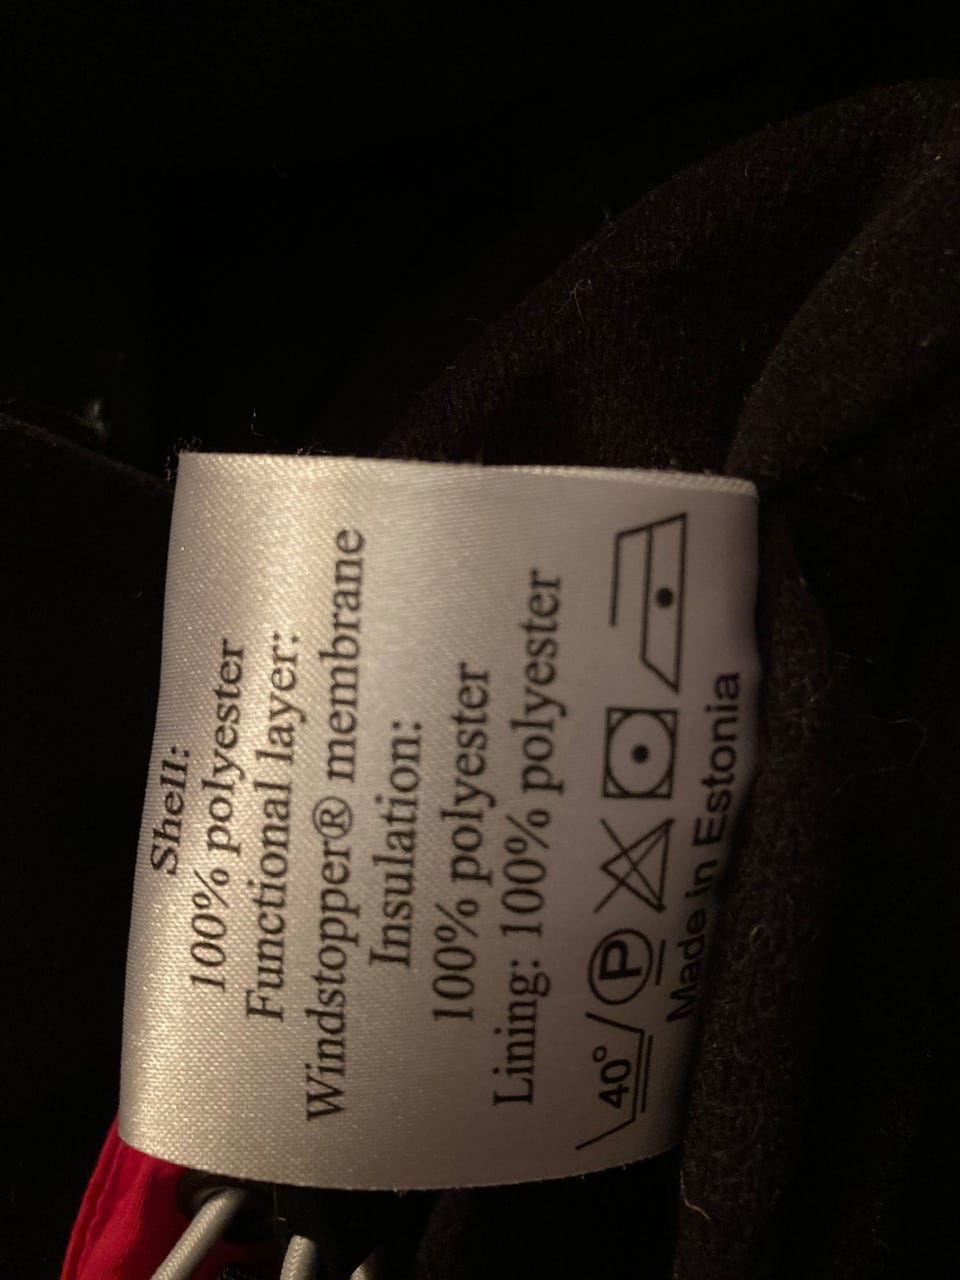 Shell:
100% polyester
Functional layer:
Windstopper® membrane
Insulation:
100% polyester
Lining: 100% polyester
40° P
Made in Estonia